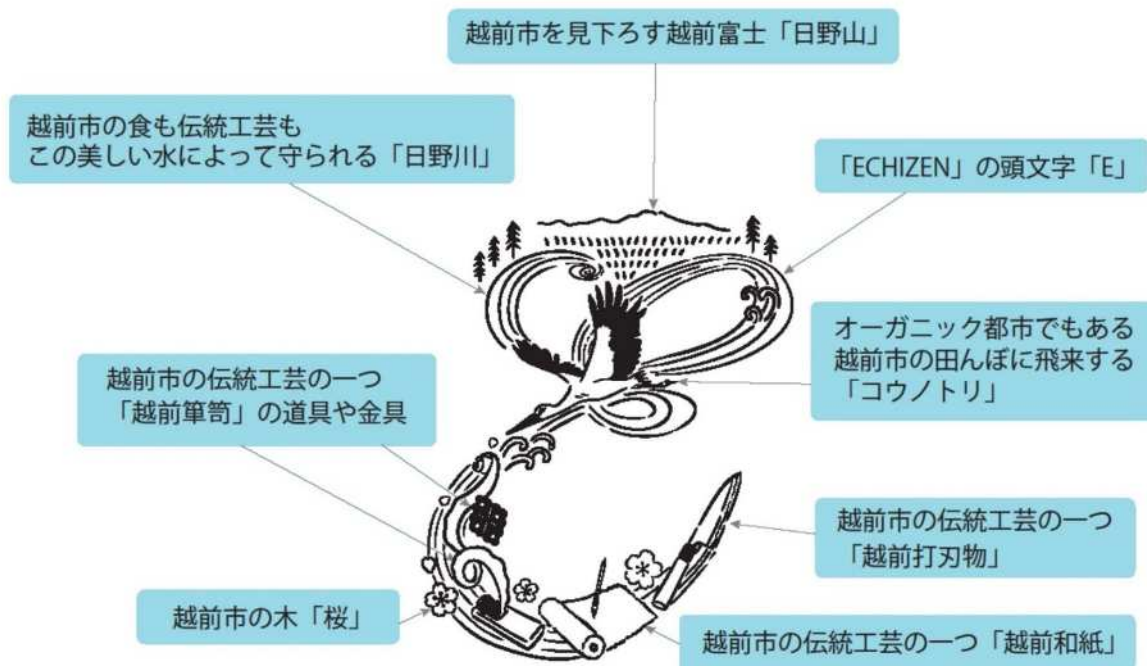 越前市を見下ろす越前富士「日野山」
越前市の食も伝統工芸も
この美しい水によって守られる「日野川」
「ECHIZEN」の頭文字「E」
オーガニック都市でもある
越前市の田んぼに飛来する
「コウノトリ」
越前市の伝統工芸の一つ
「越前箪笥」の道具や金具
越前市の伝統工芸の一つ
「越前打刃物」
越前市の木「桜」
越前市の伝統工芸の一つ「越前和紙」